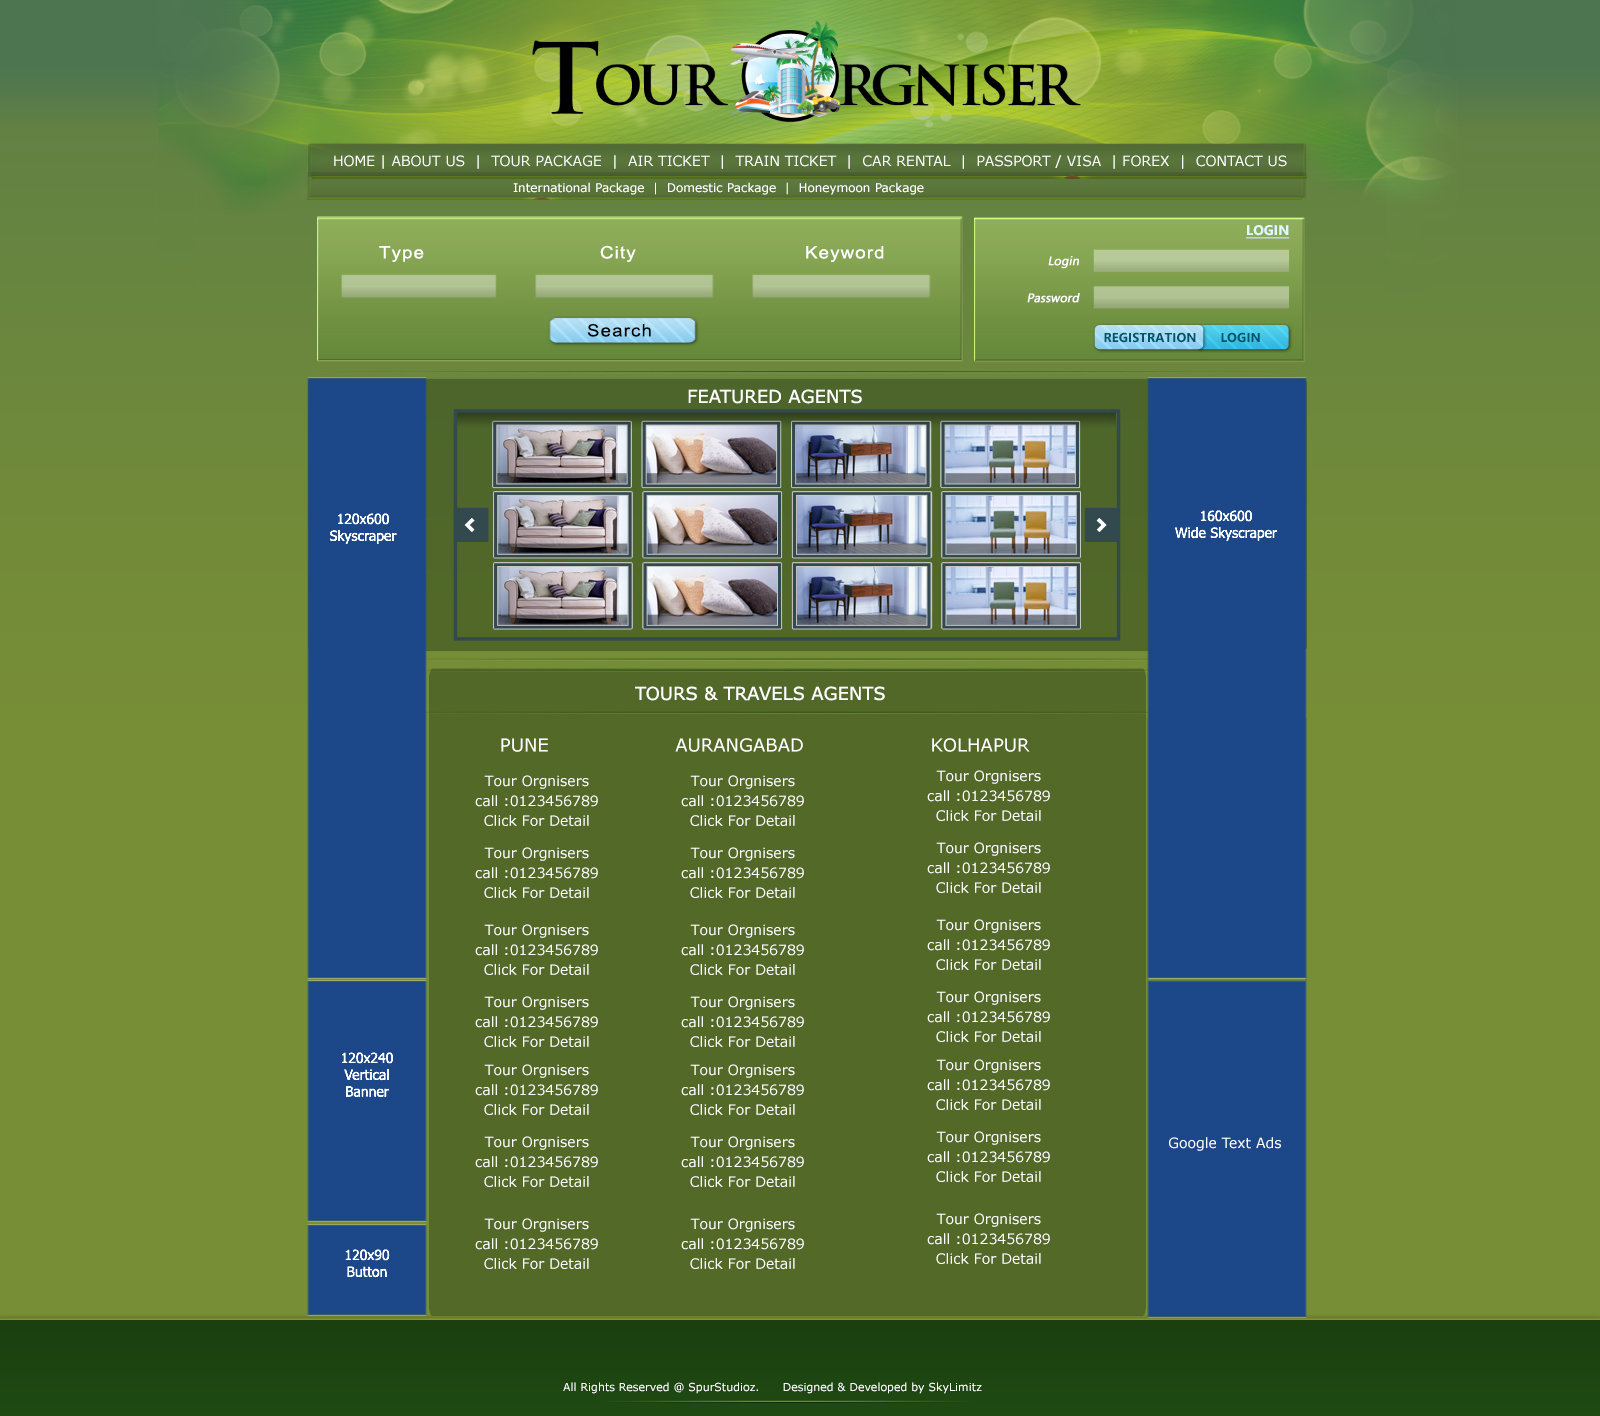 TOUR ORGNISER
HOME | ABOUT US | TOUR PACKAGE | AIR TICKET | TRAIN TICKET | CAR RENTAL | PASSPORT / VISA | FOREX | CONTACT US
International Package | Domestic Package | Honeymoon Package
Type City Keyword
Search
LOGIN
Login
Password
REGISTRATION LOGIN
120x600
Skyscraper
FEATURED AGENTS
160x600
Wide Skyscraper
TOURS & TRAVELS AGENTS
PUNE
Tour Orgnisers
call :0123456789
Click For Detail
Tour Orgnisers
call :0123456789
Click For Detail
Tour Orgnisers
call :0123456789
Click For Detail
Tour Orgnisers
call :0123456789
Click For Detail
Tour Orgnisers
call :0123456789
Click For Detail
Tour Orgnisers
call :0123456789
Click For Detail
Tour Orgnisers
call :0123456789
Click For Detail
AURANGABAD
Tour Orgnisers
call :0123456789
Click For Detail
Tour Orgnisers
call :0123456789
Click For Detail
Tour Orgnisers
call :0123456789
Click For Detail
Tour Orgnisers
call :0123456789
Click For Detail
Tour Orgnisers
call :0123456789
Click For Detail
Tour Orgnisers
call :0123456789
Click For Detail
Tour Orgnisers
call :0123456789
Click For Detail
KOLHAPUR
Tour Orgnisers
call :0123456789
Click For Detail
Tour Orgnisers
call :0123456789
Click For Detail
Tour Orgnisers
call :0123456789
Click For Detail
Tour Orgnisers
call :0123456789
Click For Detail
Tour Orgnisers
call :0123456789
Click For Detail
Tour Orgnisers
call :0123456789
Click For Detail
Tour Orgnisers
call :0123456789
Click For Detail
120x240
Vertical
Banner
120x90
Button
Google Text Ads
All Rights Reserved @ SpurStudioz. Designed & Developed by SkyLimitz